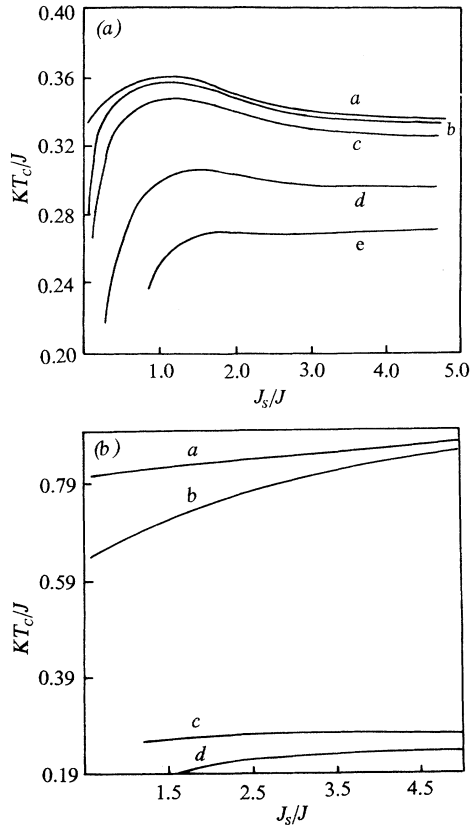 (a)
0.40
0.36
0.32
0.28
0.24
0.20
KT_c/J
a
b
c
d
e
1.0 2.0 3.0 4.0 5.0
J_s/J
(b)
0.79
0.59
0.39
0.19
KT_c/J
a
b
c
d
1.5 2.5 3.5 4.5
J_s/J